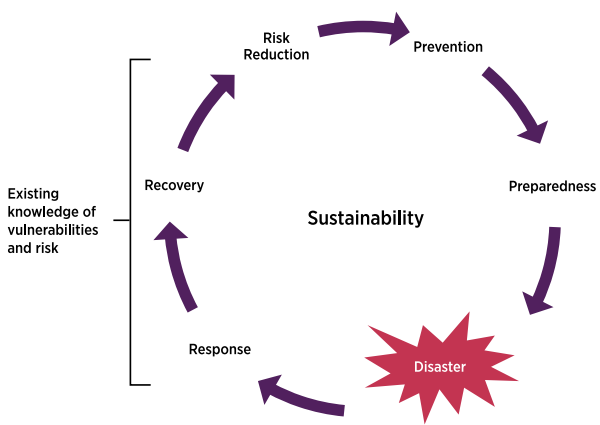 Risk
Reduction
Prevention
Preparedness
Disaster
Response
Recovery
Existing
knowledge of
vulnerabilities
and risk
Sustainability